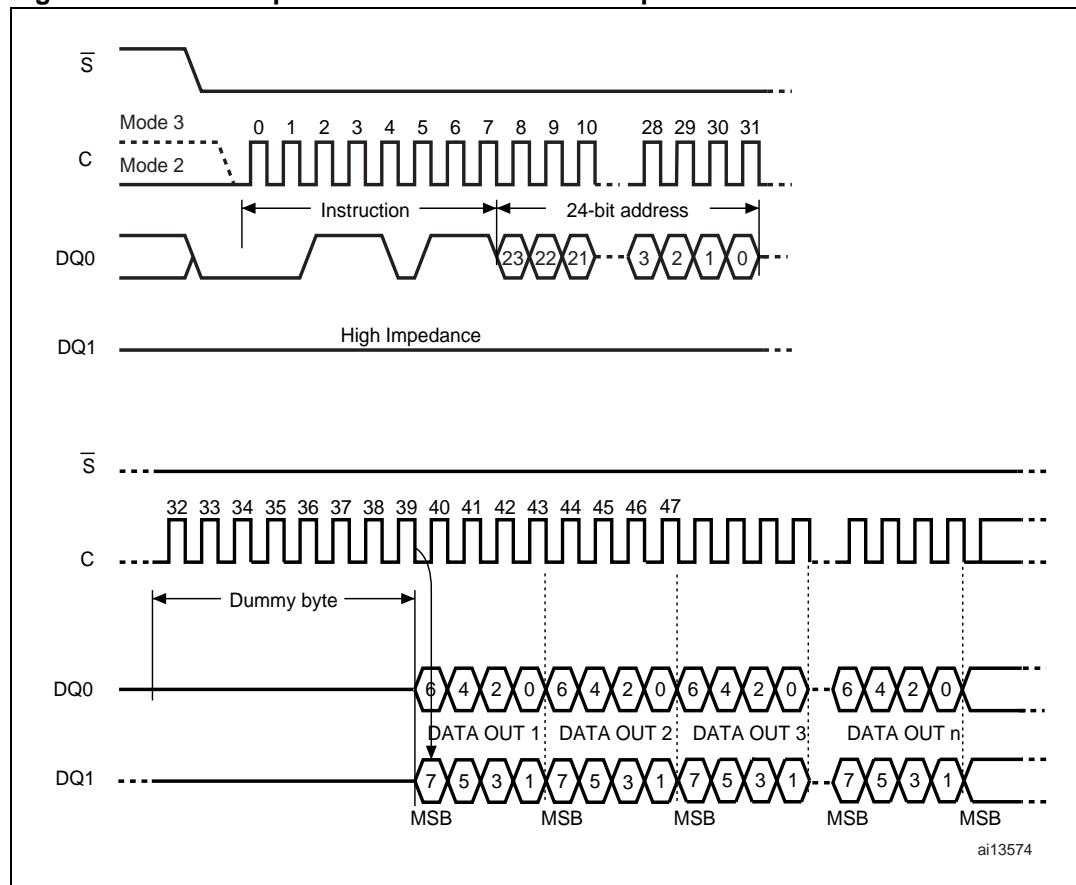 S
Mode 3
C
Mode 2
0 1 2 3 4 5 6 7 8 9 10 28 29 30 31
Instruction 24-bit address
DQ0
23 22 21 3 2 1 0
High Impedance
DQ1
S
32 33 34 35 36 37 38 39 40 41 42 43 44 45 46 47
C
Dummy byte
DQ0
6 4 2 0 6 4 2 0 6 4 2 0 6 4 2 0
DATA OUT 1 DATA OUT 2 DATA OUT 3 DATA OUT n
DQ1
7 5 3 1 7 5 3 1 7 5 3 1 7 5 3 1
MSB MSB MSB MSB MSB
ai13574